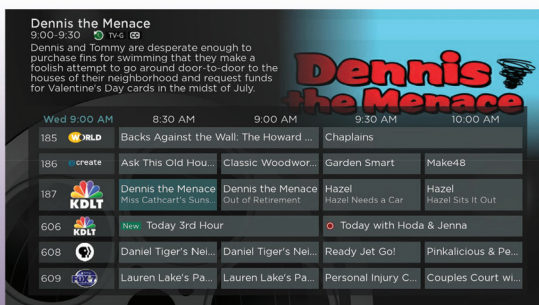 Dennis the Menace
9:00-9:30 TV-G CC
Dennis and Tommy are desperate enough to
purchase fins for swimming that they make a
foolish attempt to go around door-to-door to the
houses of their neighborhood and request funds
for Valentine's Day cards in the midst of July.
Dennis
the Menace
Wed 9:00 AM 8:30 AM 9:00 AM 9:30 AM 10:00 AM
185 WORLD Backs Against the Wall: The Howard ... Chaplains
186 create Ask This Old Hou... Classic Woodwor... Garden Smart Make48
187 KDLT Dennis the Menace Dennis the Menace Hazel Hazel
Miss Cathcart's Suns... Out of Retirement Hazel Needs a Car Hazel Sits It Out
606 KDLT New Today 3rd Hour Today with Hoda & Jenna
608 Daniel Tiger's Nei... Daniel Tiger's Nei... Ready Jet Go! Pinkalicious & Pe...
609 FOX Lauren Lake's Pa... Lauren Lake's Pa... Personal Injury C... Couples Court wi...